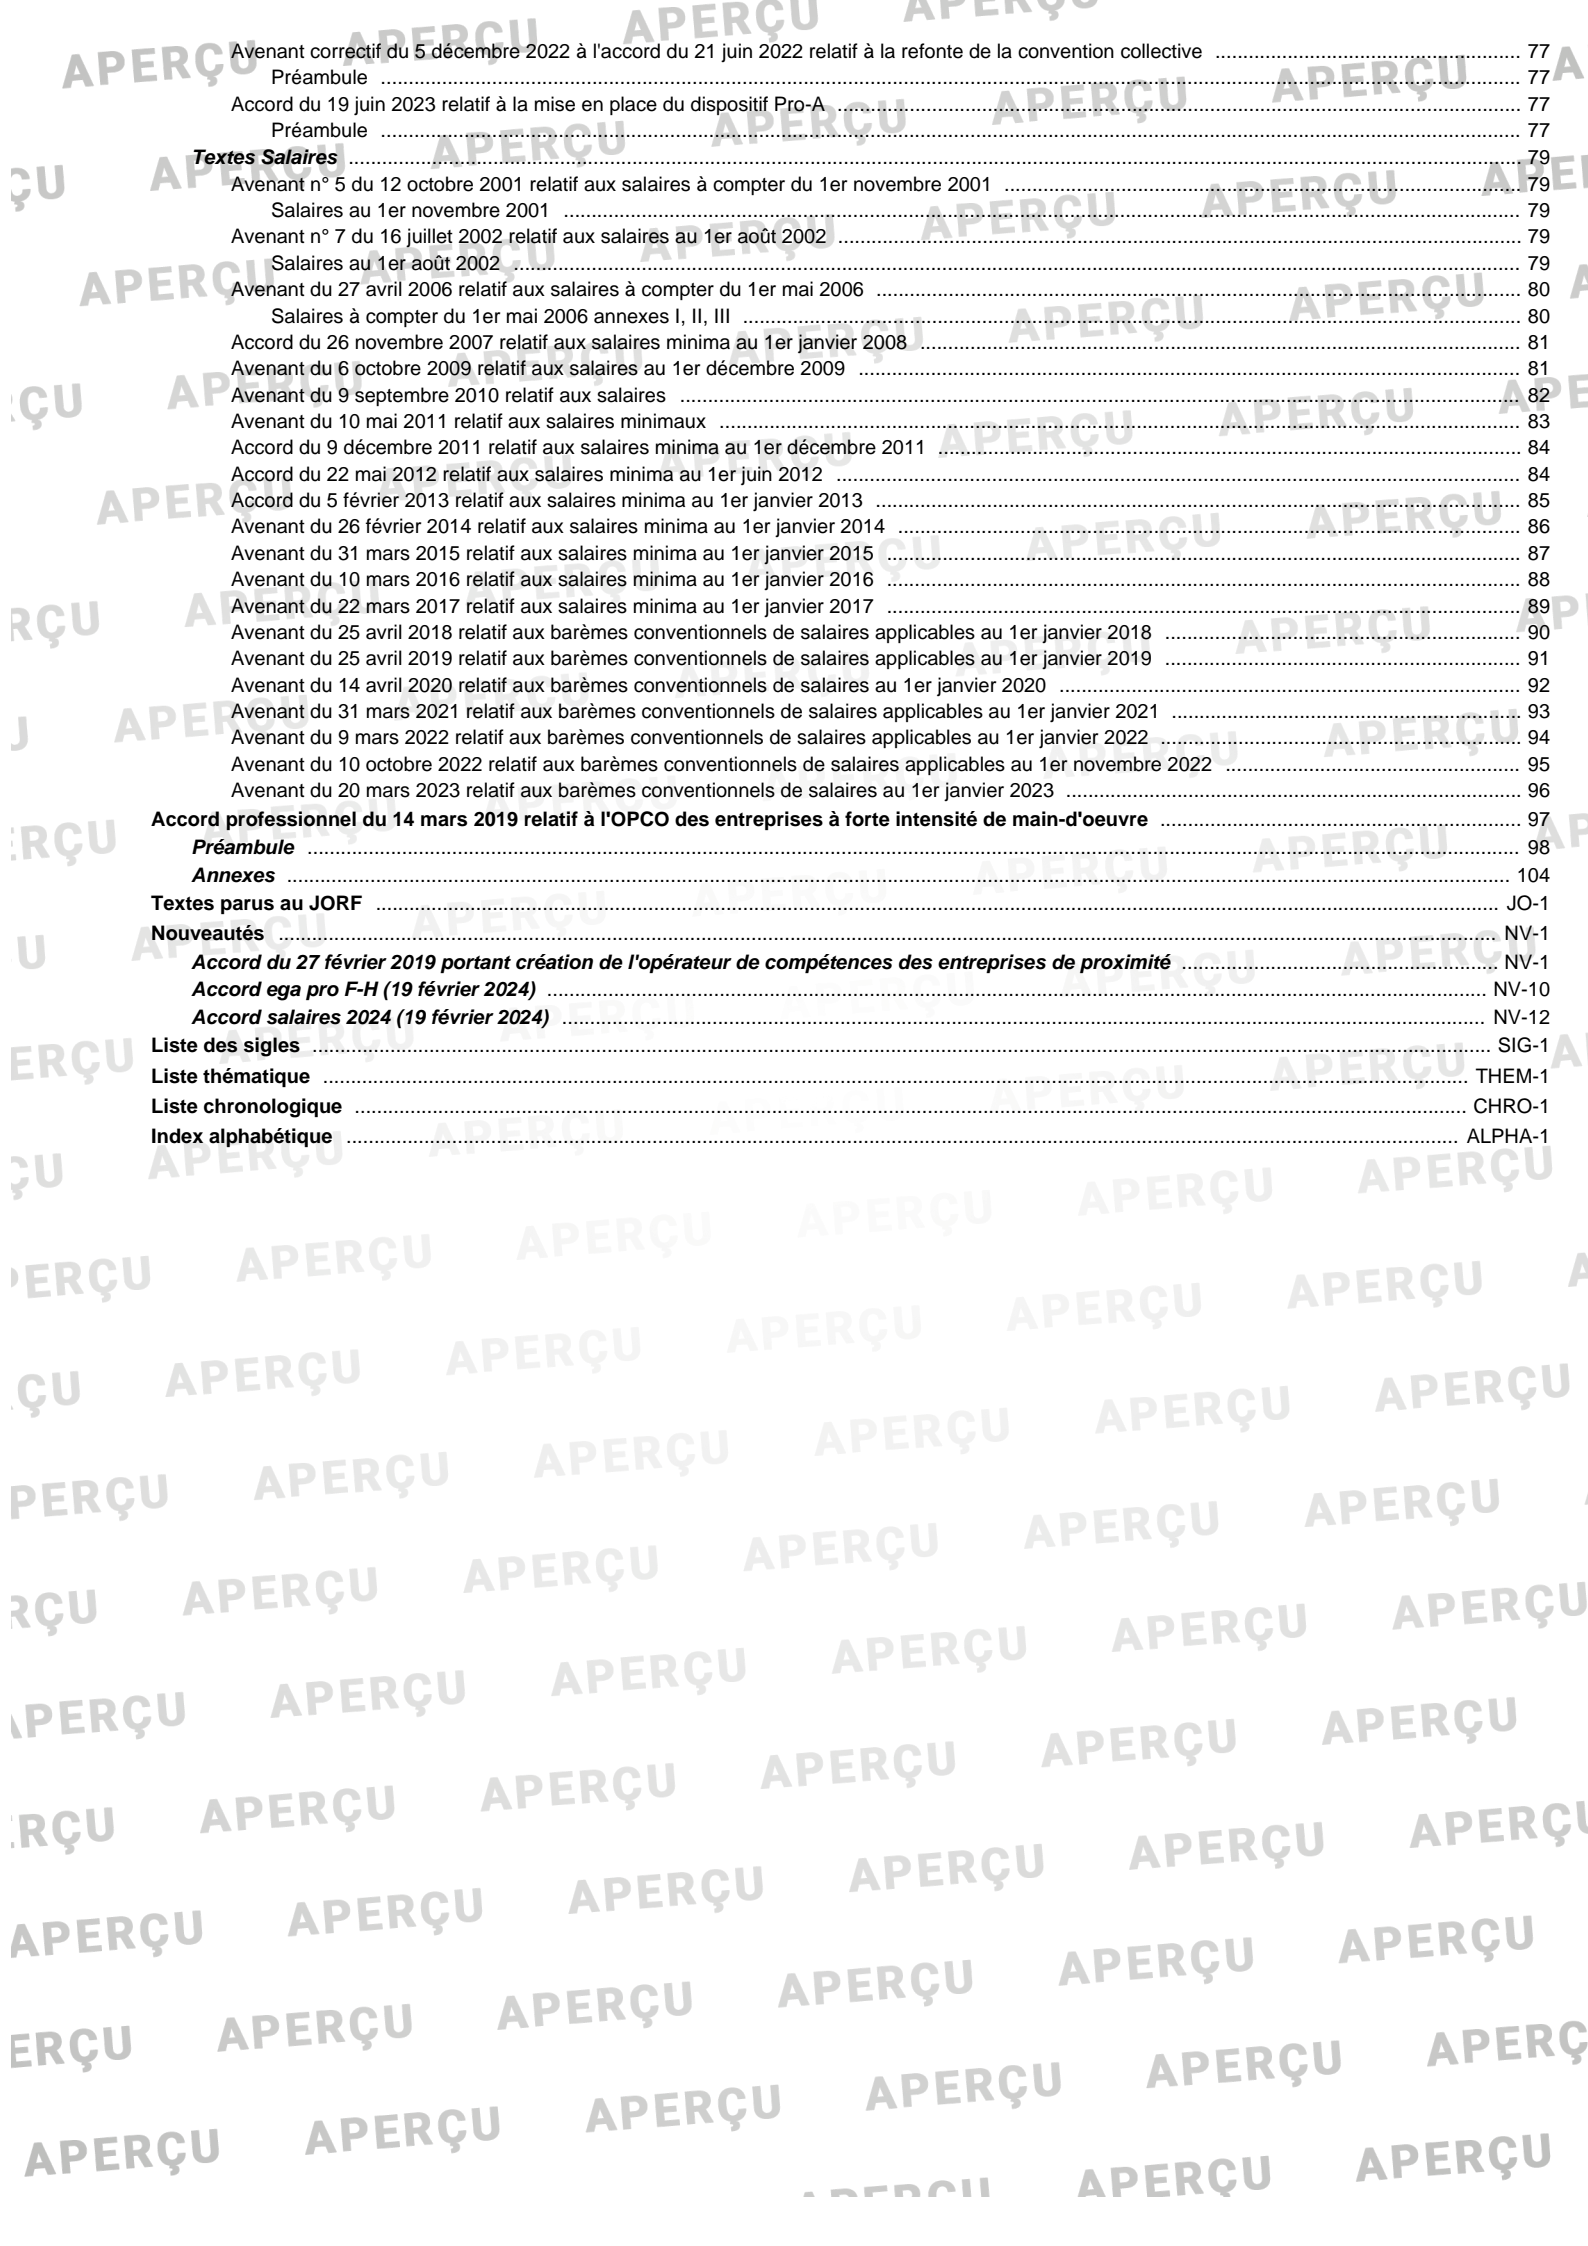 Avenant correctif du 5 décembre 2022 à l'accord du 21 juin 2022 relatif à la refonte de la convention collective ........ 77
Préambule ........ 77
Accord du 19 juin 2023 relatif à la mise en place du dispositif Pro-A ........ 77
Préambule ........ 77
Textes Salaires ........ 79
Avenant n° 5 du 12 octobre 2001 relatif aux salaires à compter du 1er novembre 2001 ........ 79
Salaires au 1er novembre 2001 ........ 79
Avenant n° 7 du 16 juillet 2002 relatif aux salaires au 1er août 2002 ........ 79
Salaires au 1er août 2002 ........ 79
Avenant du 27 avril 2006 relatif aux salaires à compter du 1er mai 2006 ........ 80
Salaires à compter du 1er mai 2006 annexes I, II, III ........ 80
Accord du 26 novembre 2007 relatif aux salaires minima au 1er janvier 2008 ........ 81
Avenant du 6 octobre 2009 relatif aux salaires au 1er décembre 2009 ........ 81
Avenant du 9 septembre 2010 relatif aux salaires ........ 82
Avenant du 10 mai 2011 relatif aux salaires minimaux ........ 83
Accord du 9 décembre 2011 relatif aux salaires minima au 1er décembre 2011 ........ 84
Accord du 22 mai 2012 relatif aux salaires minima au 1er juin 2012 ........ 84
Accord du 5 février 2013 relatif aux salaires minima au 1er janvier 2013 ........ 85
Avenant du 26 février 2014 relatif aux salaires minima au 1er janvier 2014 ........ 86
Avenant du 31 mars 2015 relatif aux salaires minima au 1er janvier 2015 ........ 87
Avenant du 10 mars 2016 relatif aux salaires minima au 1er janvier 2016 ........ 88
Avenant du 22 mars 2017 relatif aux salaires minima au 1er janvier 2017 ........ 89
Avenant du 25 avril 2018 relatif aux barèmes conventionnels de salaires applicables au 1er janvier 2018 ........ 90
Avenant du 25 avril 2019 relatif aux barèmes conventionnels de salaires applicables au 1er janvier 2019 ........ 91
Avenant du 14 avril 2020 relatif aux barèmes conventionnels de salaires au 1er janvier 2020 ........ 92
Avenant du 31 mars 2021 relatif aux barèmes conventionnels de salaires applicables au 1er janvier 2021 ........ 93
Avenant du 9 mars 2022 relatif aux barèmes conventionnels de salaires applicables au 1er janvier 2022 ........ 94
Avenant du 10 octobre 2022 relatif aux barèmes conventionnels de salaires applicables au 1er novembre 2022 ........ 95
Avenant du 20 mars 2023 relatif aux barèmes conventionnels de salaires au 1er janvier 2023 ........ 96
Accord professionnel du 14 mars 2019 relatif à l'OPCO des entreprises à forte intensité de main-d'oeuvre ........ 97
Préambule ........ 98
Annexes ........ 104
Textes parus au JORF ........ JO-1
Nouveautés ........ NV-1
Accord du 27 février 2019 portant création de l'opérateur de compétences des entreprises de proximité ........ NV-1
Accord ega pro F-H (19 février 2024) ........ NV-10
Accord salaires 2024 (19 février 2024) ........ NV-12
Liste des sigles ........ SIG-1
Liste thématique ........ THEM-1
Liste chronologique ........ CHRO-1
Index alphabétique ........ ALPHA-1
APERÇU